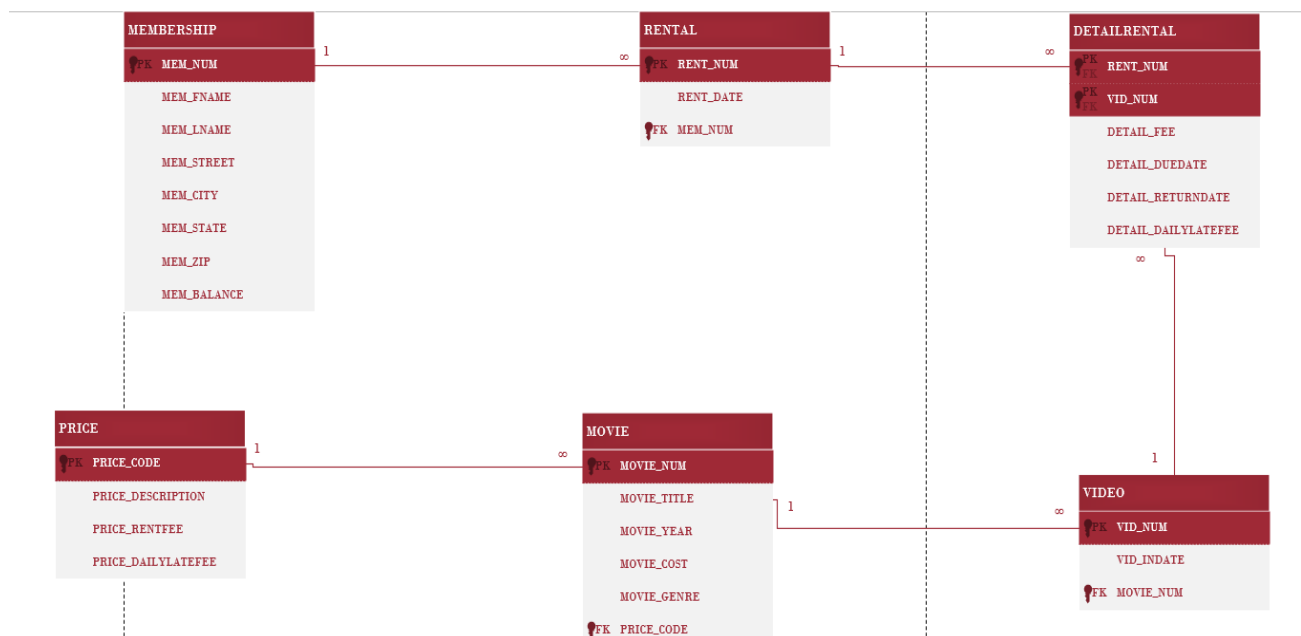 MEMBERSHIP
PK MEM_NUM
MEM_FNAME
MEM_LNAME
MEM_STREET
MEM_CITY
MEM_STATE
MEM_ZIP
MEM_BALANCE
1
∞
RENTAL
PK RENT_NUM
RENT_DATE
FK MEM_NUM
1
∞
DETAILRENTAL
PK
FK RENT_NUM
PK
FK VID_NUM
DETAIL_FEE
DETAIL_DUEDATE
DETAIL_RETURNDATE
DETAIL_DAILYLATEFEE
∞
1
PRICE
PK PRICE_CODE
PRICE_DESCRIPTION
PRICE_RENTFEE
PRICE_DAILYLATEFEE
1
∞
MOVIE
PK MOVIE_NUM
MOVIE_TITLE
MOVIE_YEAR
MOVIE_COST
MOVIE_GENRE
FK PRICE_CODE
1
∞
VIDEO
PK VID_NUM
VID_INDATE
FK MOVIE_NUM